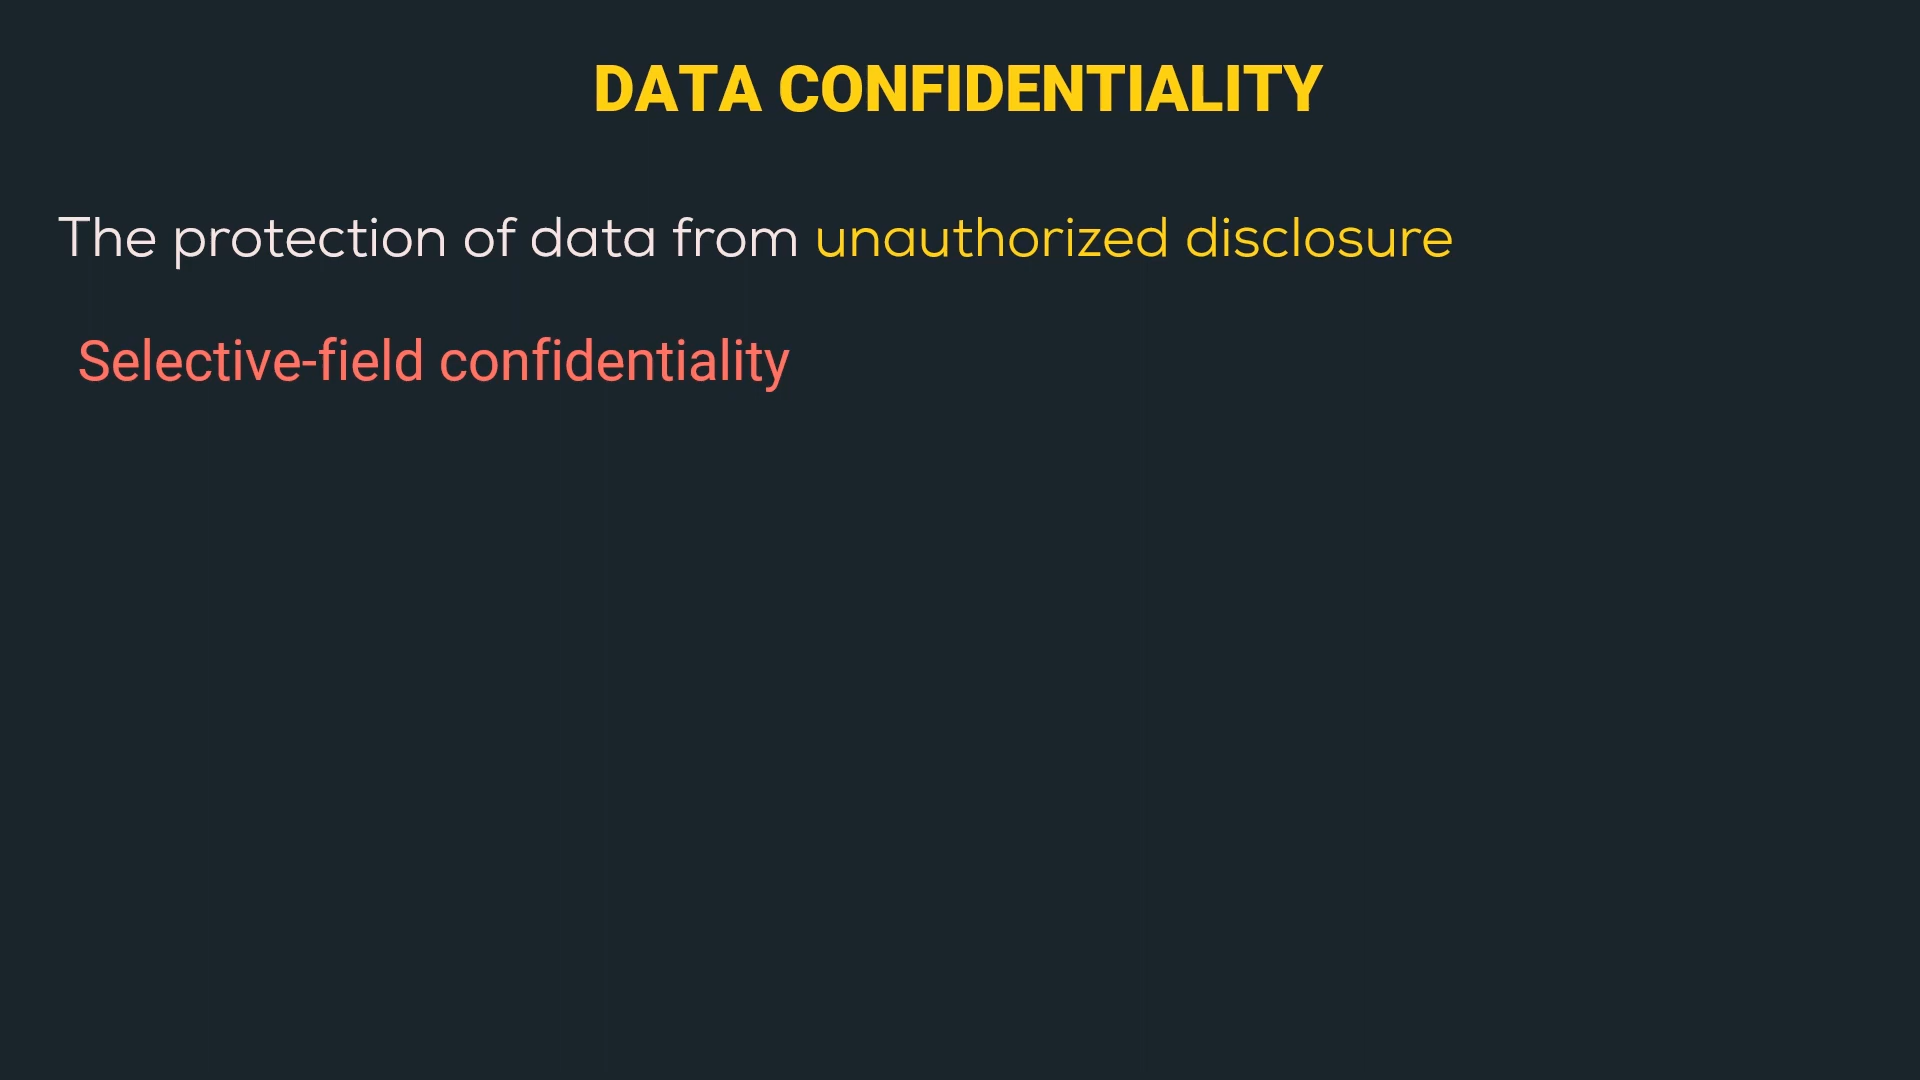 DATA CONFIDENTIALITY
The protection of data from unauthorized disclosure
Selective-field confidentiality